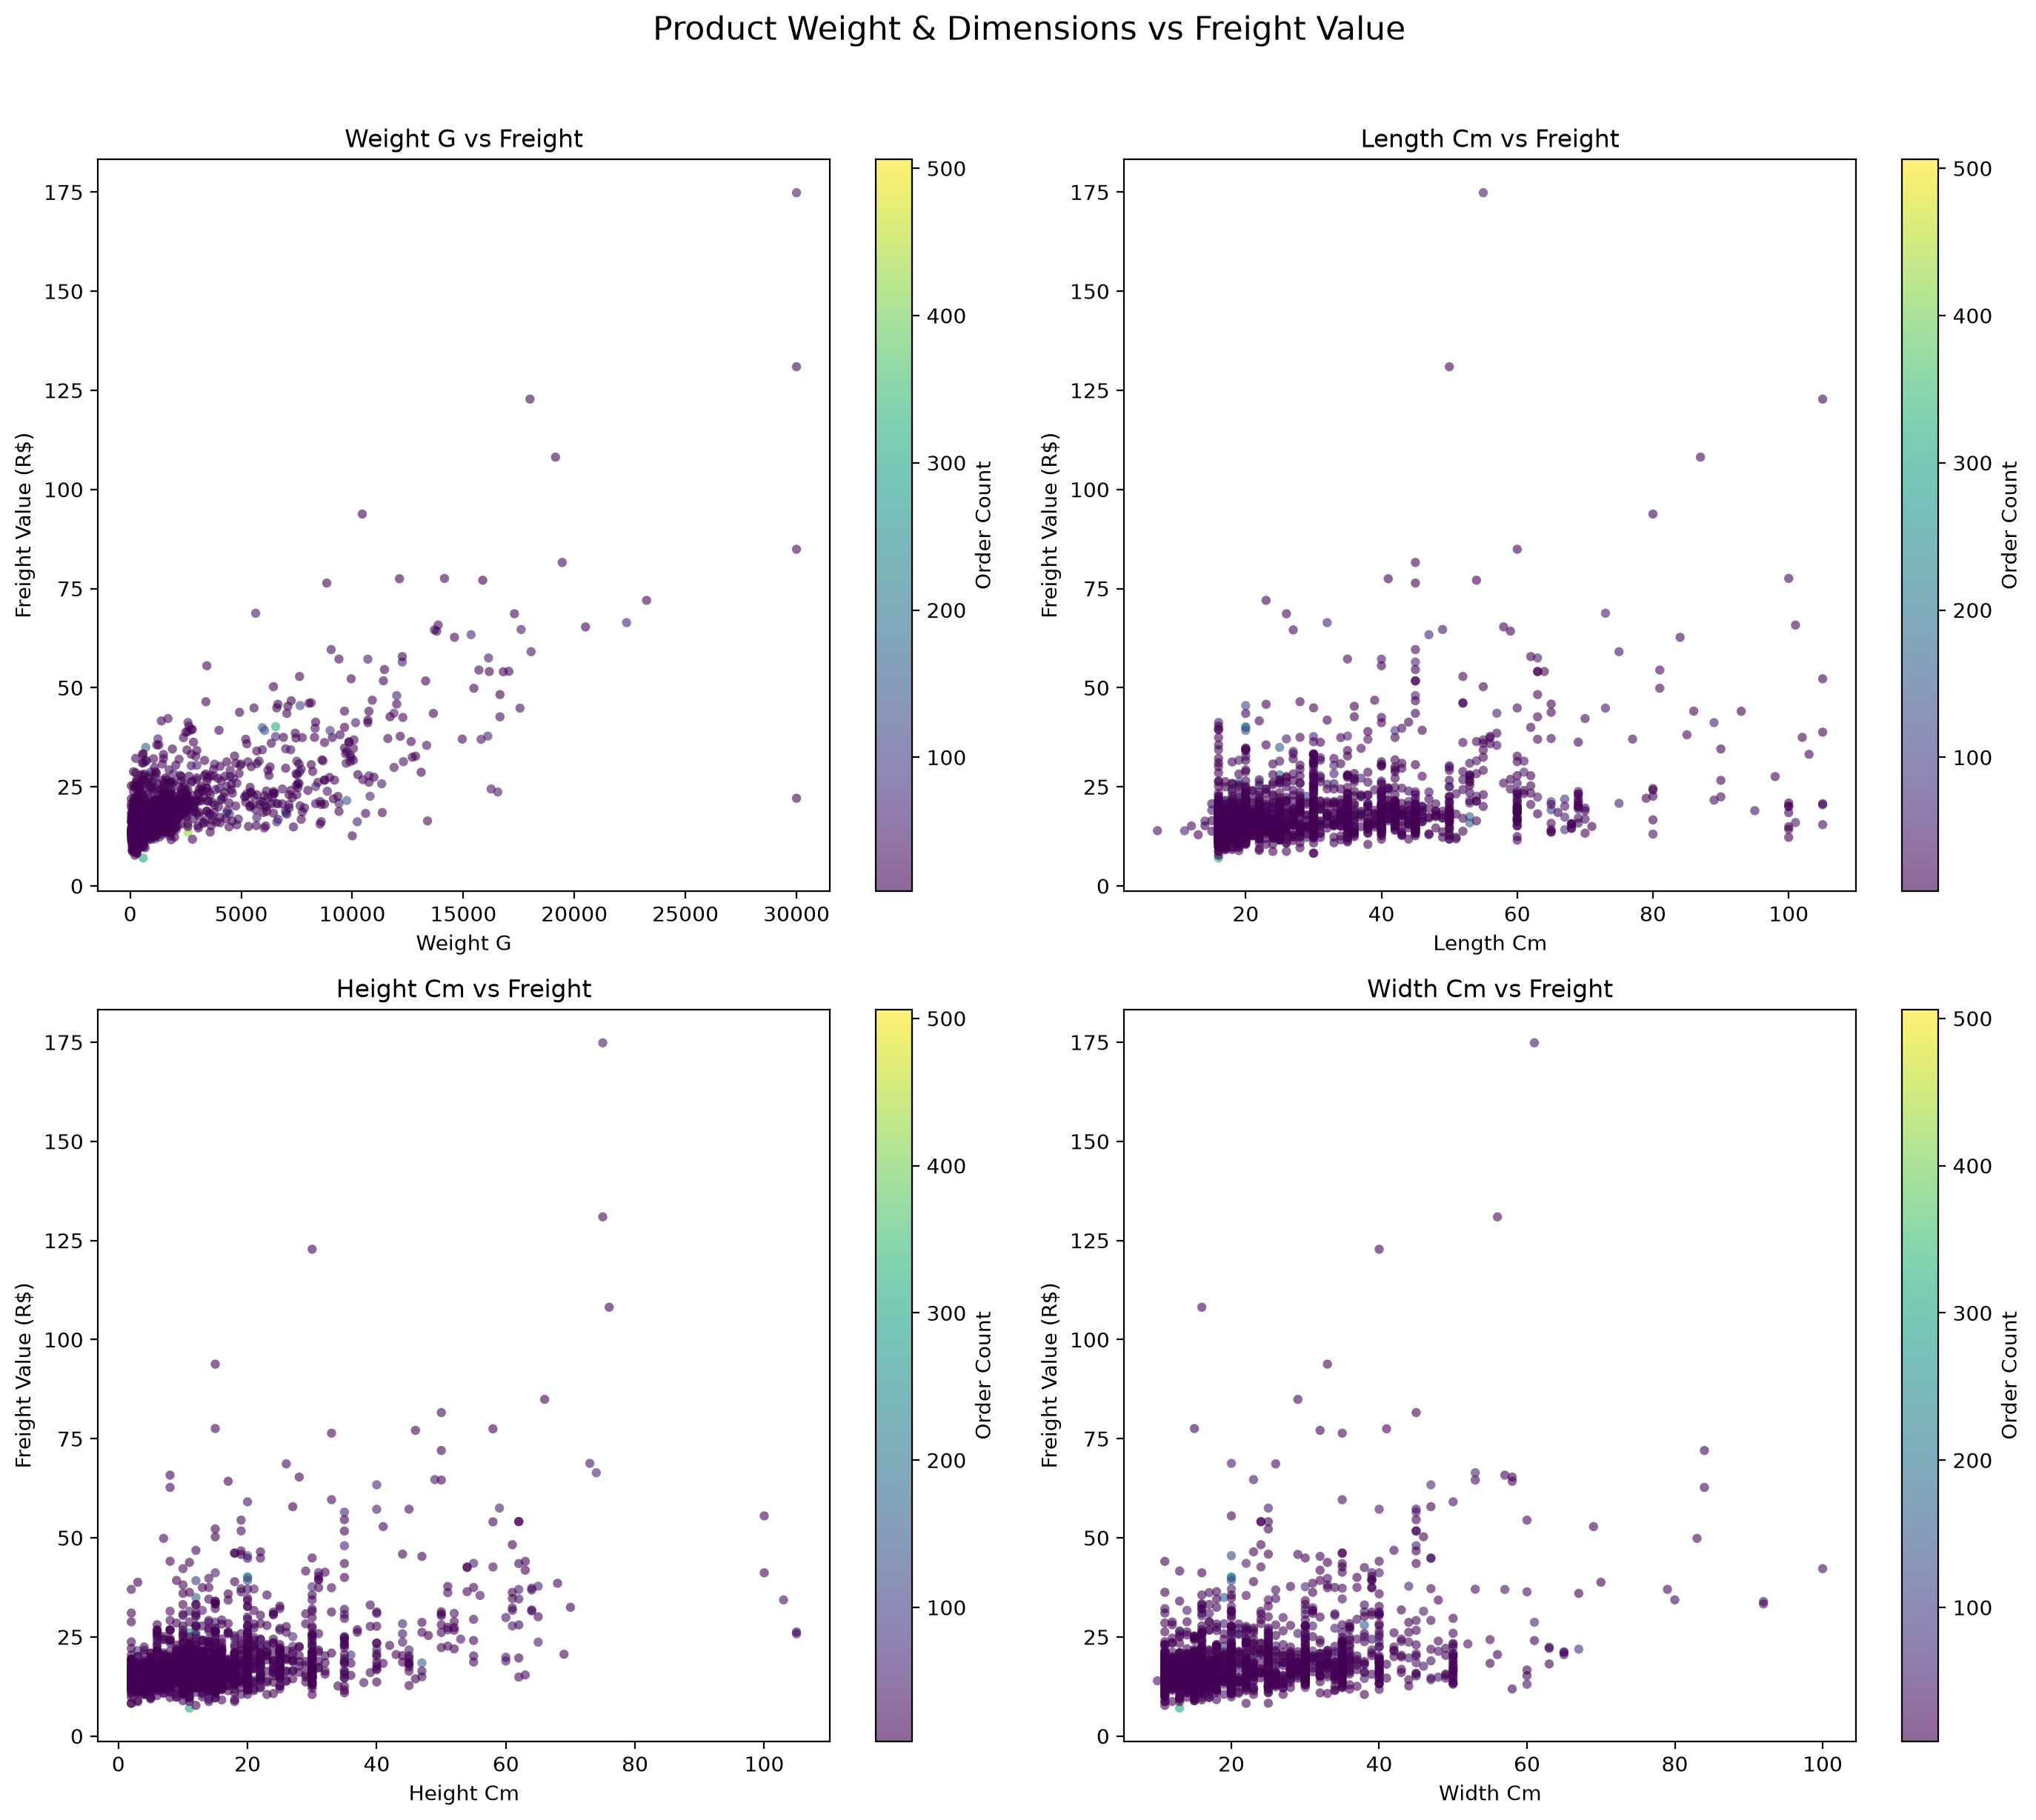 Product Weight & Dimensions vs Freight Value
Weight G vs Freight
175
150
125
100
75
50
25
0
Freight Value (R$)
0 5000 10000 15000 20000 25000 30000
Weight G
500
400
300
200
100
Order Count
Length Cm vs Freight
175
150
125
100
75
50
25
0
Freight Value (R$)
20 40 60 80 100
Length Cm
500
400
300
200
100
Order Count
Height Cm vs Freight
175
150
125
100
75
50
25
0
Freight Value (R$)
0 20 40 60 80 100
Height Cm
500
400
300
200
100
Order Count
Width Cm vs Freight
175
150
125
100
75
50
25
0
Freight Value (R$)
20 40 60 80 100
Width Cm
500
400
300
200
100
Order Count